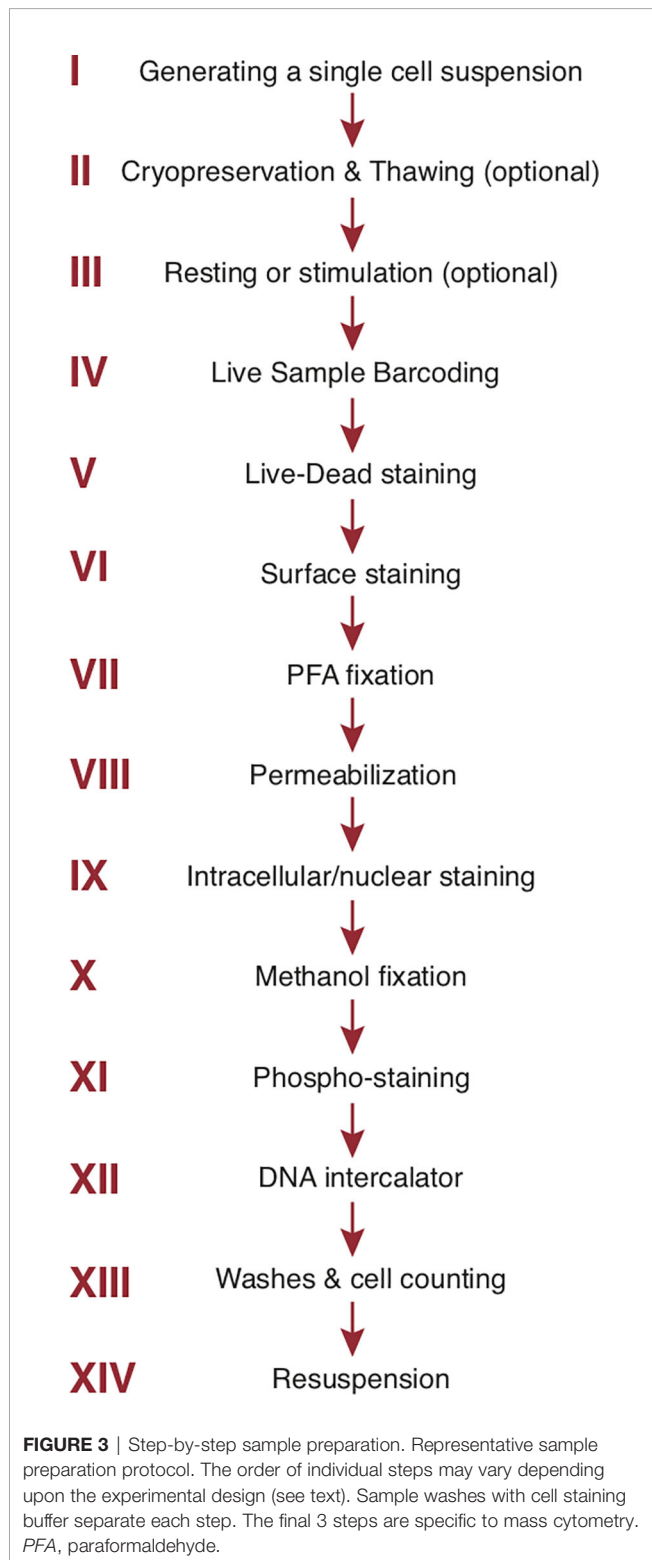 I Generating a single cell suspension
II Cryopreservation & Thawing (optional)
III Resting or stimulation (optional)
IV Live Sample Barcoding
V Live-Dead staining
VI Surface staining
VII PFA fixation
VIII Permeabilization
IX Intracellular/nuclear staining
X Methanol fixation
XI Phospho-staining
XII DNA intercalator
XIII Washes & cell counting
XIV Resuspension
FIGURE 3 | Step-by-step sample preparation. Representative sample
preparation protocol. The order of individual steps may vary depending
upon the experimental design (see text). Sample washes with cell staining
buffer separate each step. The final 3 steps are specific to mass cytometry.
PFA, paraformaldehyde.